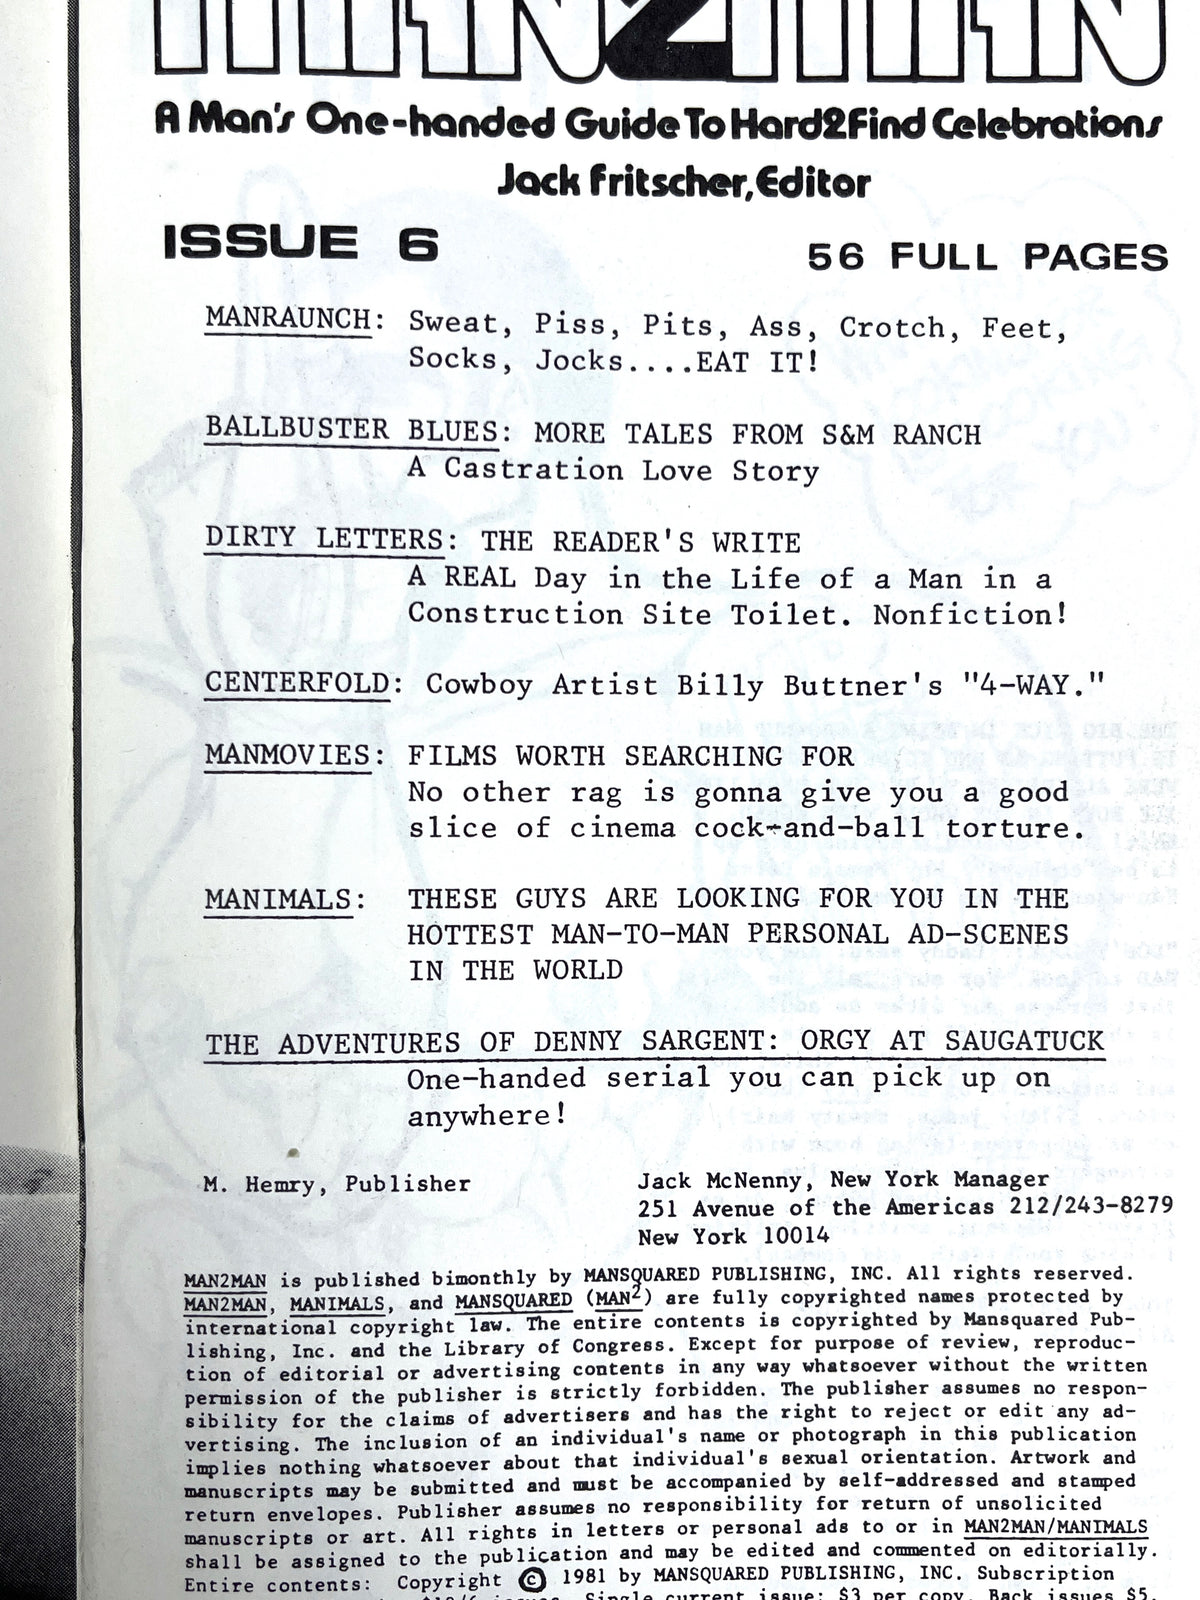 MAN2MAN
A Man's One-handed Guide To Hard2Find Celebrations
Jack Fritscher, Editor
ISSUE 6 56 FULL PAGES
MANRAUNCH: Sweat, Piss, Pits, Ass, Crotch, Feet,
Socks, Jocks....EAT IT!
BALLBUSTER BLUES: MORE TALES FROM S&M RANCH
A Castration Love Story
DIRTY LETTERS: THE READER'S WRITE
A REAL Day in the Life of a Man in a
Construction Site Toilet. Nonfiction!
CENTERFOLD: Cowboy Artist Billy Buttner's "4-WAY."
MANMOVIES: FILMS WORTH SEARCHING FOR
No other rag is gonna give you a good
slice of cinema cock-and-ball torture.
MANIMALS: THESE GUYS ARE LOOKING FOR YOU IN THE
HOTTEST MAN-TO-MAN PERSONAL AD-SCENES
IN THE WORLD
THE ADVENTURES OF DENNY SARGENT: ORGY AT SAUGATUCK
One-handed serial you can pick up on
anywhere!
M. Hemry, Publisher
Jack McNenny, New York Manager
251 Avenue of the Americas 212/243-8279
New York 10014
MAN2MAN is published bimonthly by MANSQUARED PUBLISHING, INC. All rights reserved.
MAN2MAN, MANIMALS, and MANSQUARED (MAN²) are fully copyrighted names protected by
international copyright law. The entire contents is copyrighted by Mansquared Pub-
lishing, Inc. and the Library of Congress. Except for purpose of review, reproduc-
tion of editorial or advertising contents in any way whatsoever without the written
permission of the publisher is strictly forbidden. The publisher assumes no respon-
sibility for the claims of advertisers and has the right to reject or edit any ad-
vertising. The inclusion of an individual's name or photograph in this publication
implies nothing whatsoever about that individual's sexual orientation. Artwork and
manuscripts may be submitted and must be accompanied by self-addressed and stamped
return envelopes. Publisher assumes no responsibility for return of unsolicited
manuscripts or art. All rights in letters or personal ads to or in MAN2MAN/MANIMALS
shall be assigned to the publication and may be edited and commented on editorially.
Entire contents: Copyright © 1981 by MANSQUARED PUBLISHING, INC. Subscription
Single current issue: $3 per copy. Back issues $5.